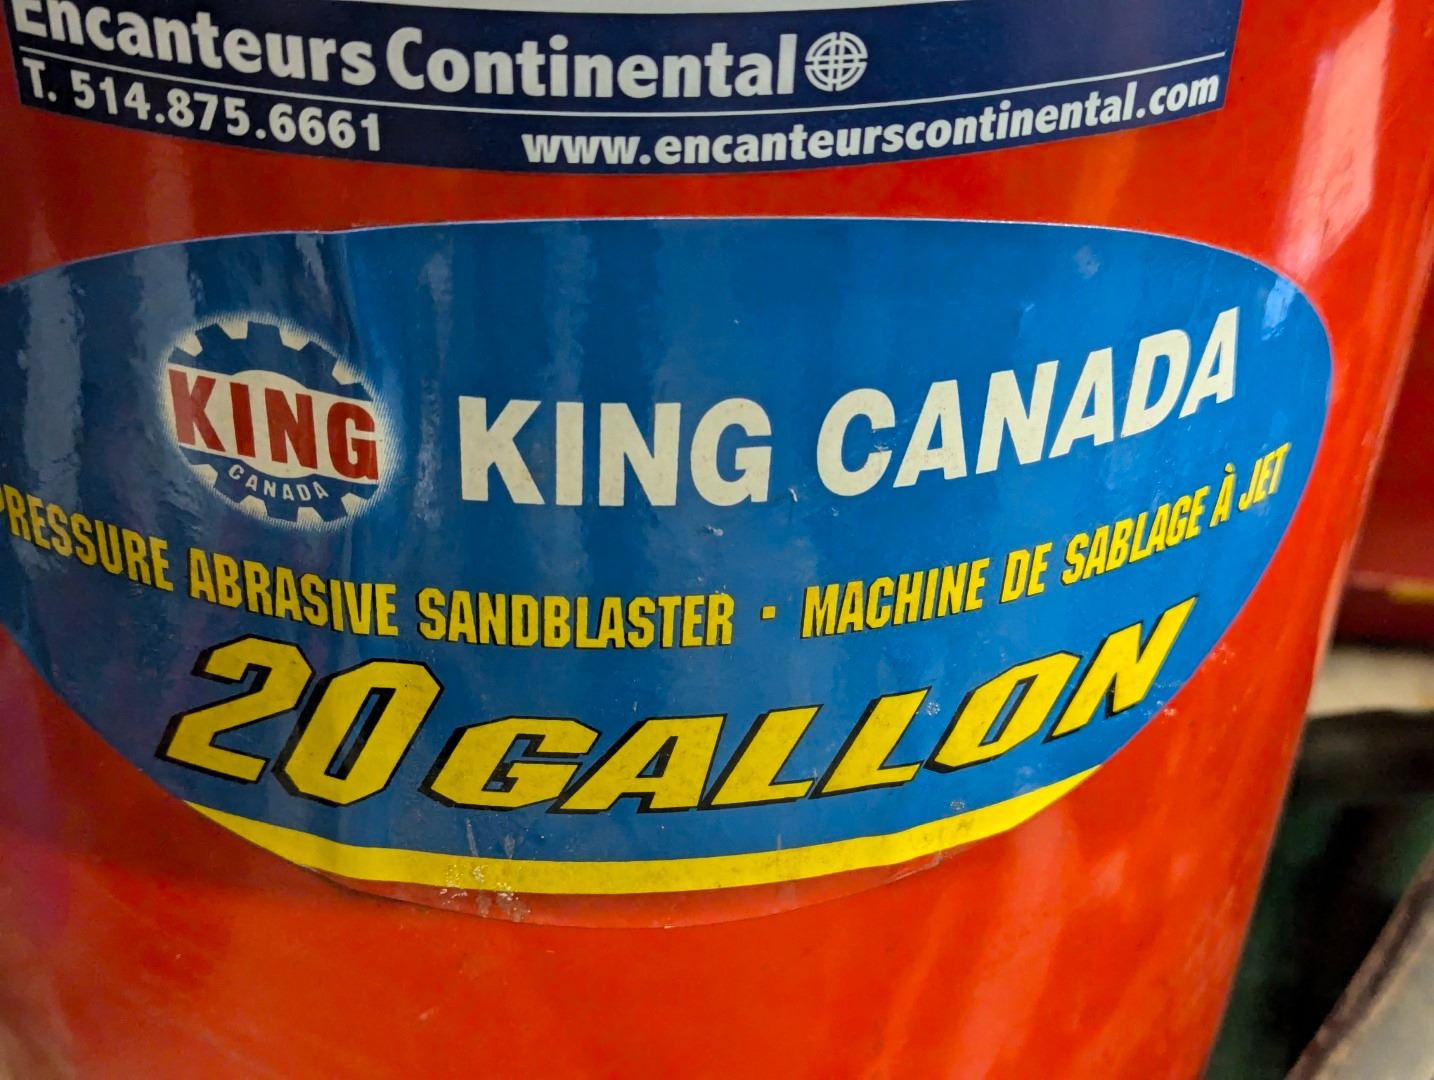 Encanteurs Continental
T. 514.875.6661 www.encanteurscontinental.com
KING
CANADA
KING CANADA
PRESSURE ABRASIVE SANDBLASTER · MACHINE DE SABLAGE À JET
20 GALLON